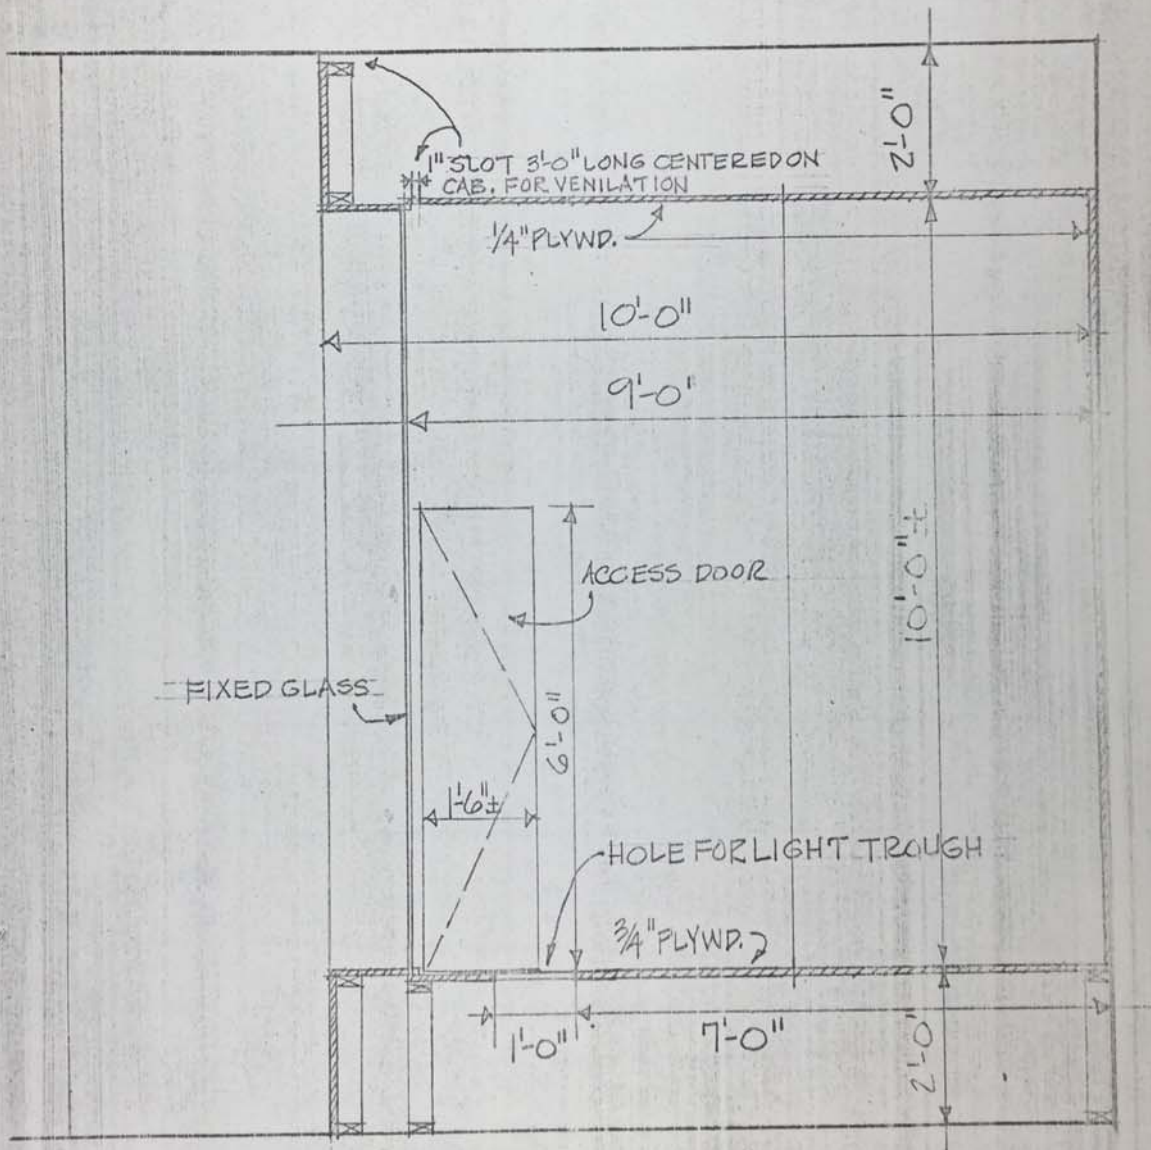 2'-0"
1" SLOT 3'-0" LONG CENTERED ON
CAB. FOR VENILATION
1/4" PLYWD.
10'-0"
9'-0'
10'-0" ±
ACCESS DOOR
FIXED GLASS
6'-0"
1'-6" ±
HOLE FOR LIGHT TROUGH
3/4" PLYWD.
1'-0"
7'-0"
2'-0"